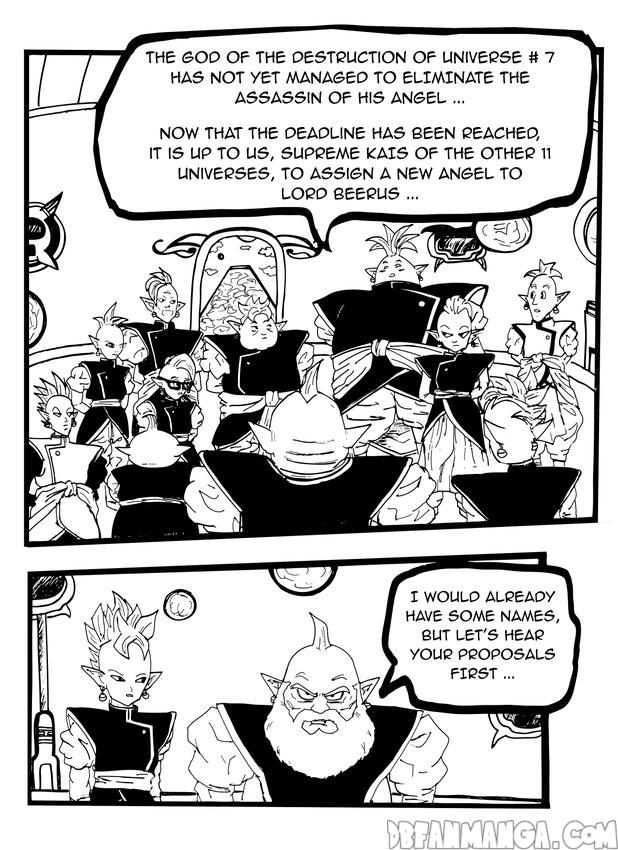 THE GOD OF THE DESTRUCTION OF UNIVERSE # 7
HAS NOT YET MANAGED TO ELIMINATE THE
ASSASSIN OF HIS ANGEL ...
NOW THAT THE DEADLINE HAS BEEN REACHED,
IT IS UP TO US, SUPREME KAIS OF THE OTHER 11
UNIVERSES, TO ASSIGN A NEW ANGEL TO
LORD BEERUS ...
I WOULD ALREADY
HAVE SOME NAMES,
BUT LET'S HEAR
YOUR PROPOSALS
FIRST ...
DBFANMANGA.COM